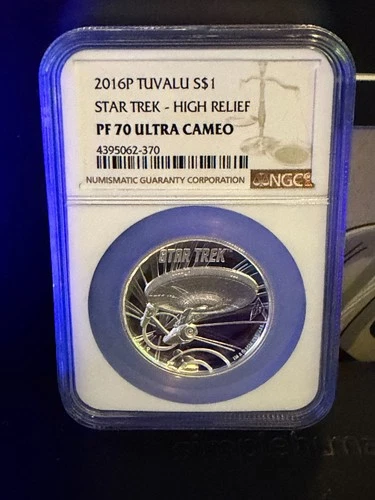 2016P TUVALU S$1
STAR TREK - HIGH RELIEF
PF 70 ULTRA CAMEO
4395062-370
NUMISMATIC GUARANTY CORPORATION
NGC
STAR TREK